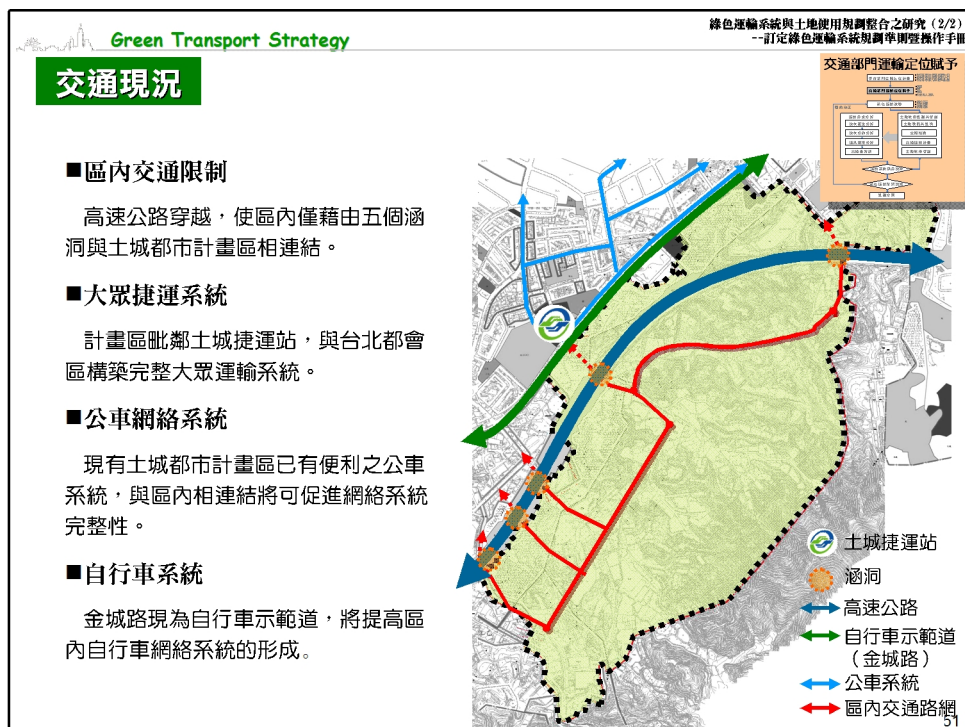 Green Transport Strategy
綠色運輸系統與土地使用規劃整合之研究(2/2)
--訂定綠色運輸系統規劃準則暨操作手冊
交通現況
交通部門運輸定位賦予
■區內交通限制
高速公路穿越，使區內僅藉由五個涵
洞與土城都市計畫區相連結。
■大眾捷運系統
計畫區毗鄰土城捷運站，與台北都會
區構築完整大眾運輸系統。
■公車網絡系統
現有土城都市計畫區已有便利之公車
系統，與區內相連結將可促進網絡系統
完整性。
■自行車系統
金城路現為自行車示範道，將提高區
內自行車網絡系統的形成。
土城捷運站
涵洞
高速公路
自行車示範道
（金城路）
公車系統
區內交通路網
51